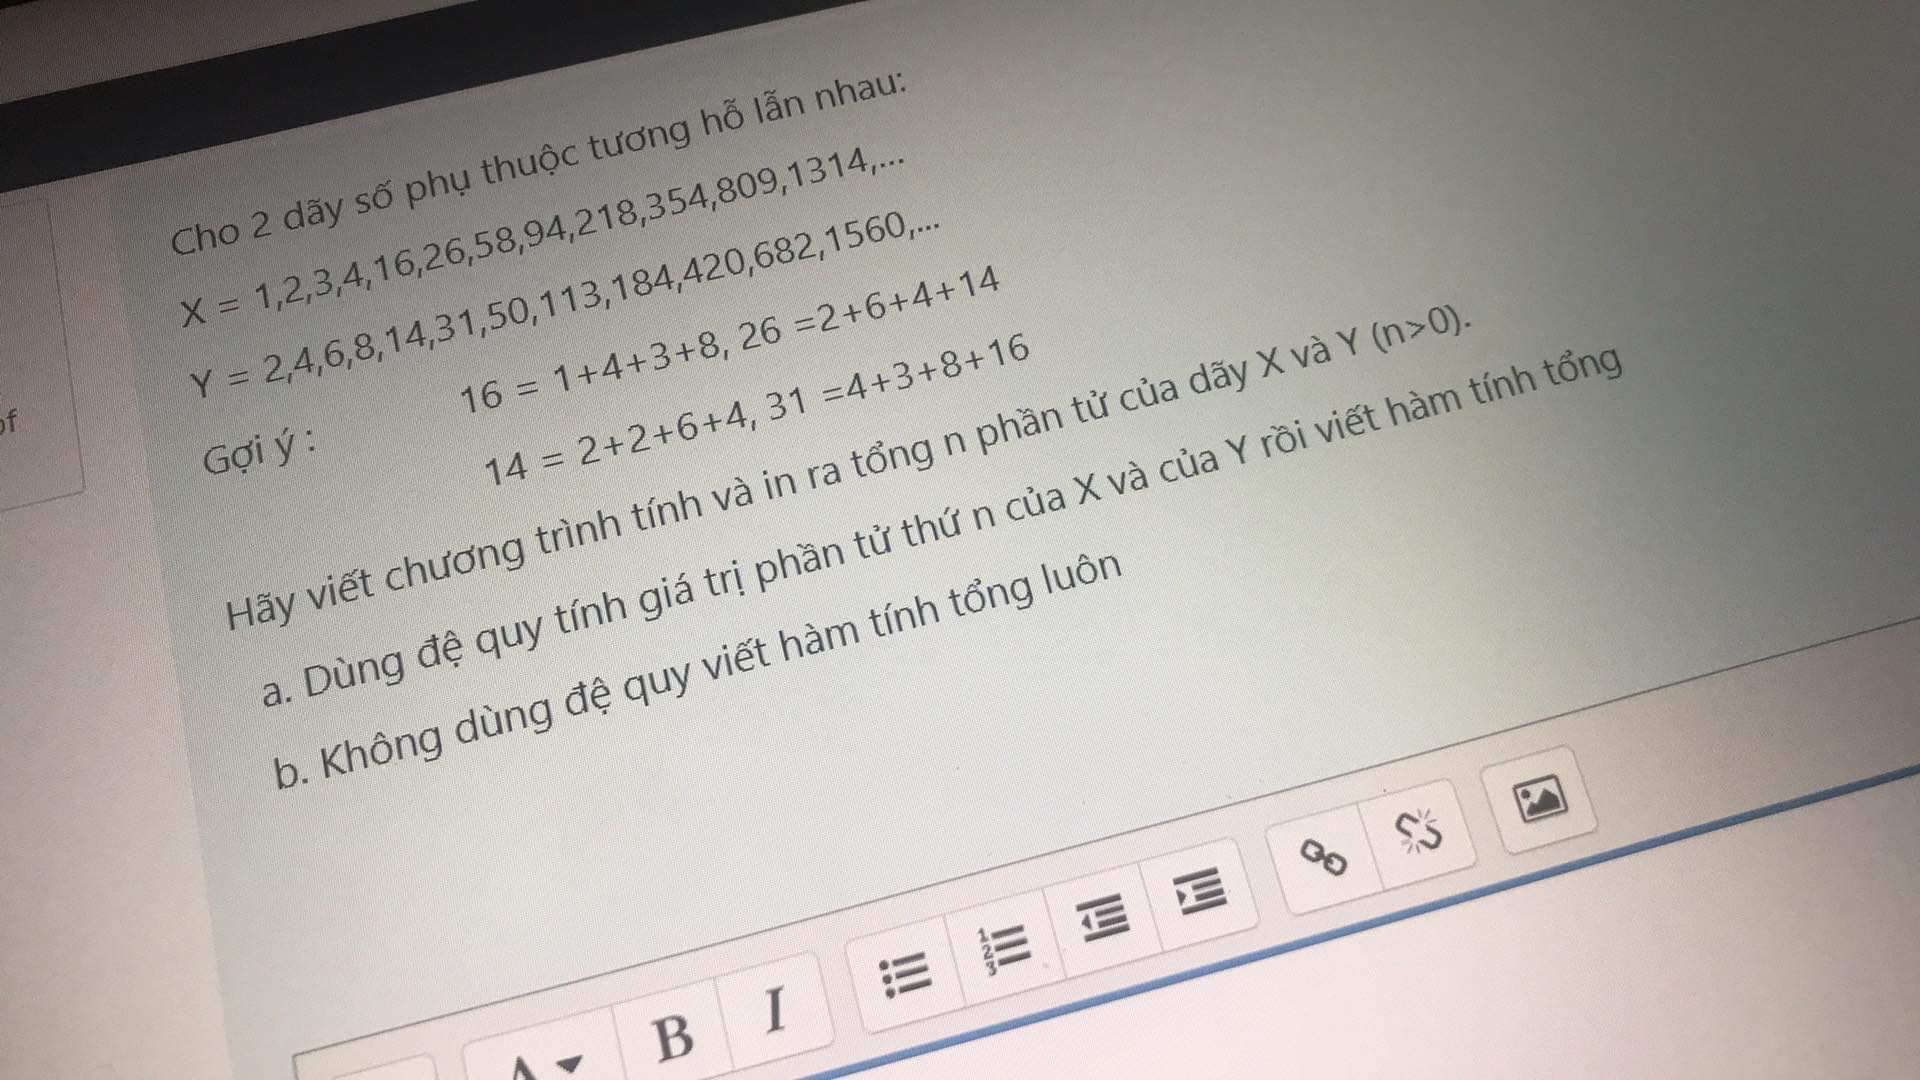 Cho 2 dãy số phụ thuộc tương hỗ lẫn nhau:
X = 1,2,3,4,16,26,58,94,218,354,809,1314,...
Y = 2,4,6,8,14,31,50,113,184,420,682,1560,...
Gợi ý : 16 = 1+4+3+8, 26 =2+6+4+14
14 = 2+2+6+4, 31 =4+3+8+16
Hãy viết chương trình tính và in ra tổng n phần tử của dãy X và Y (n>0).
a. Dùng đệ quy tính giá trị phần tử thứ n của X và của Y rồi viết hàm tính tổng
b. Không dùng đệ quy viết hàm tính tổng luôn
of
A B I